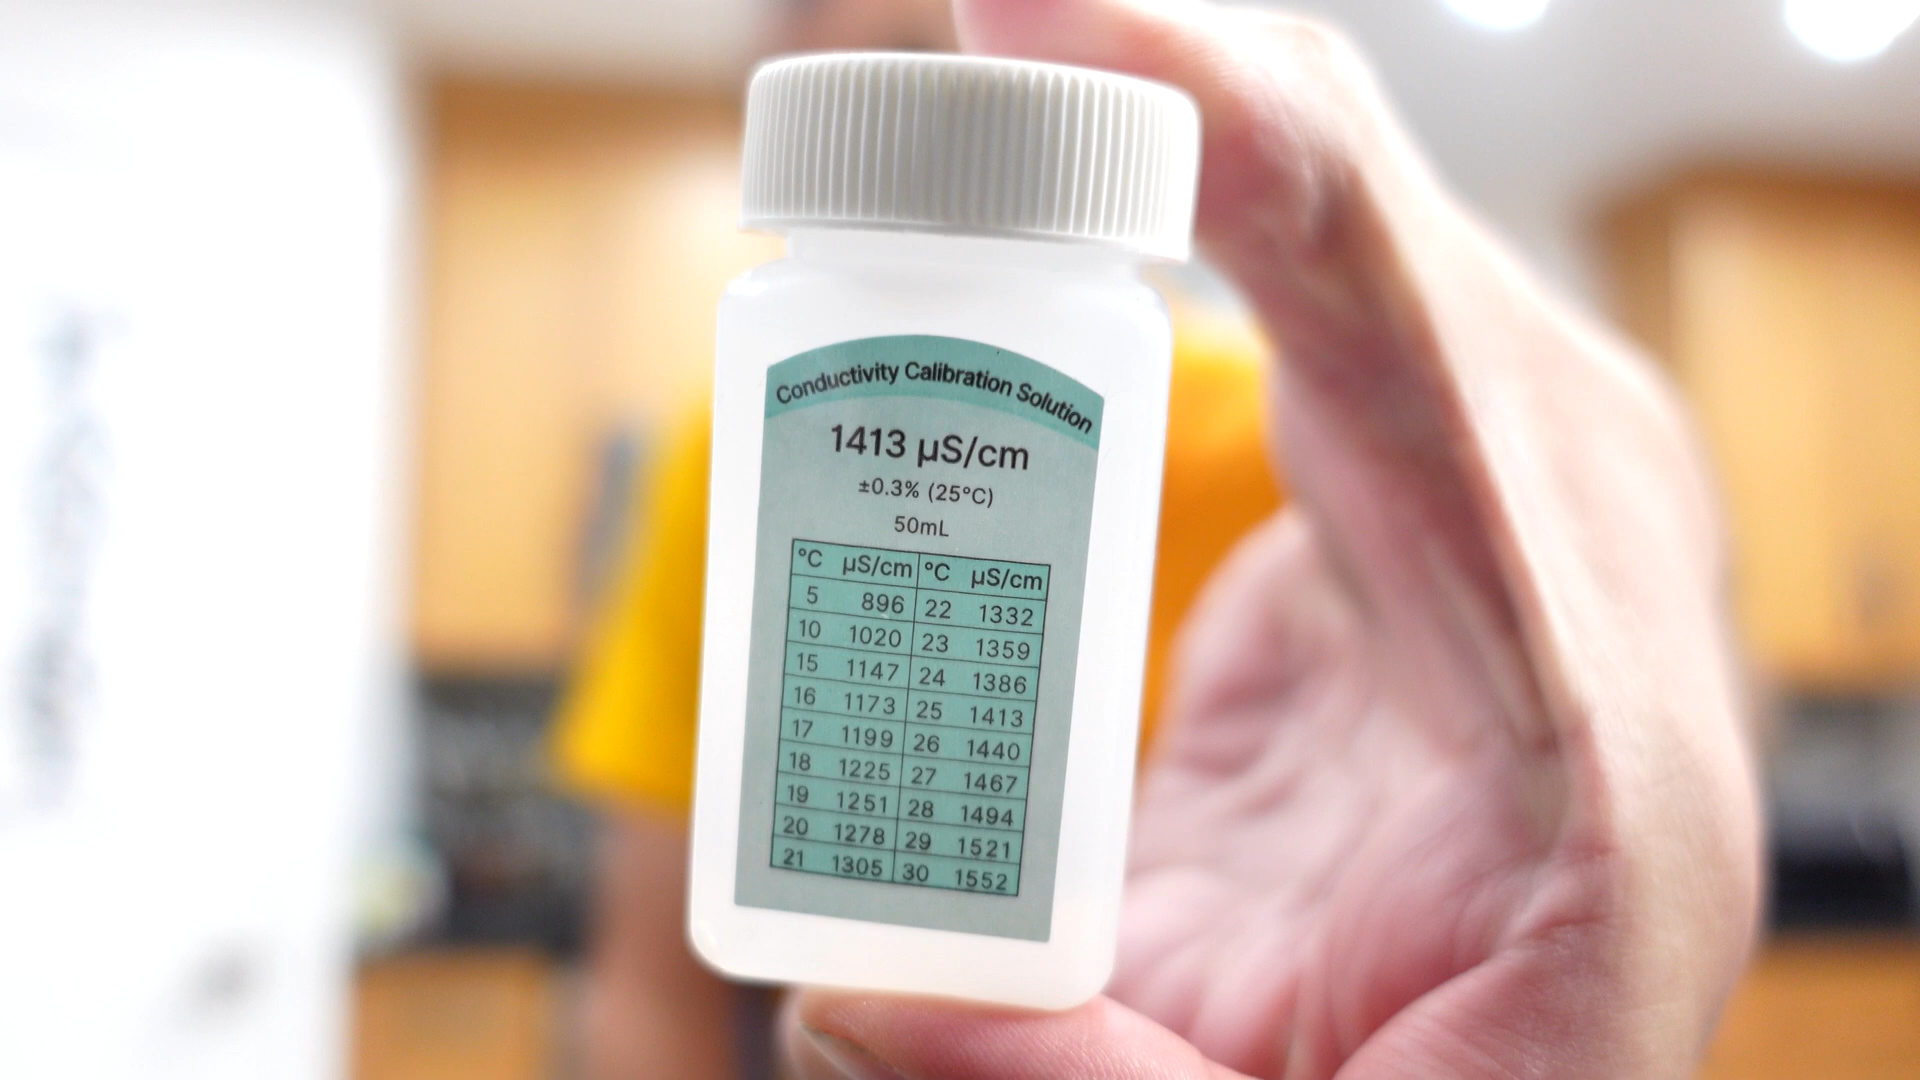 Conductivity Calibration Solution
1413 µS/cm
±0.3% (25°C)
50mL
°C µS/cm °C µS/cm
5 896 22 1332
10 1020 23 1359
15 1147 24 1386
16 1173 25 1413
17 1199 26 1440
18 1225 27 1467
19 1251 28 1494
20 1278 29 1521
21 1305 30 1552